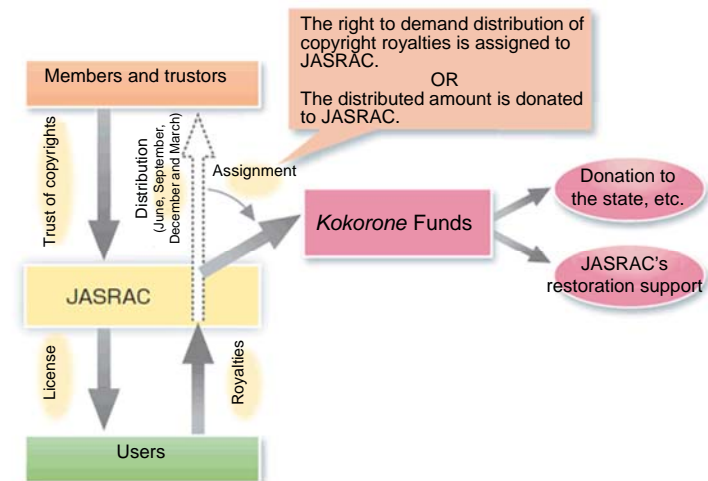 The right to demand distribution of
copyright royalties is assigned to
JASRAC.
OR
The distributed amount is donated
to JASRAC.
Members and trustors
Trust of copyrights
Distribution
(June, September,
December and March)
Assignment
Kokorone Funds
Donation to
the state, etc.
JASRAC's
restoration support
JASRAC
License
Royalties
Users